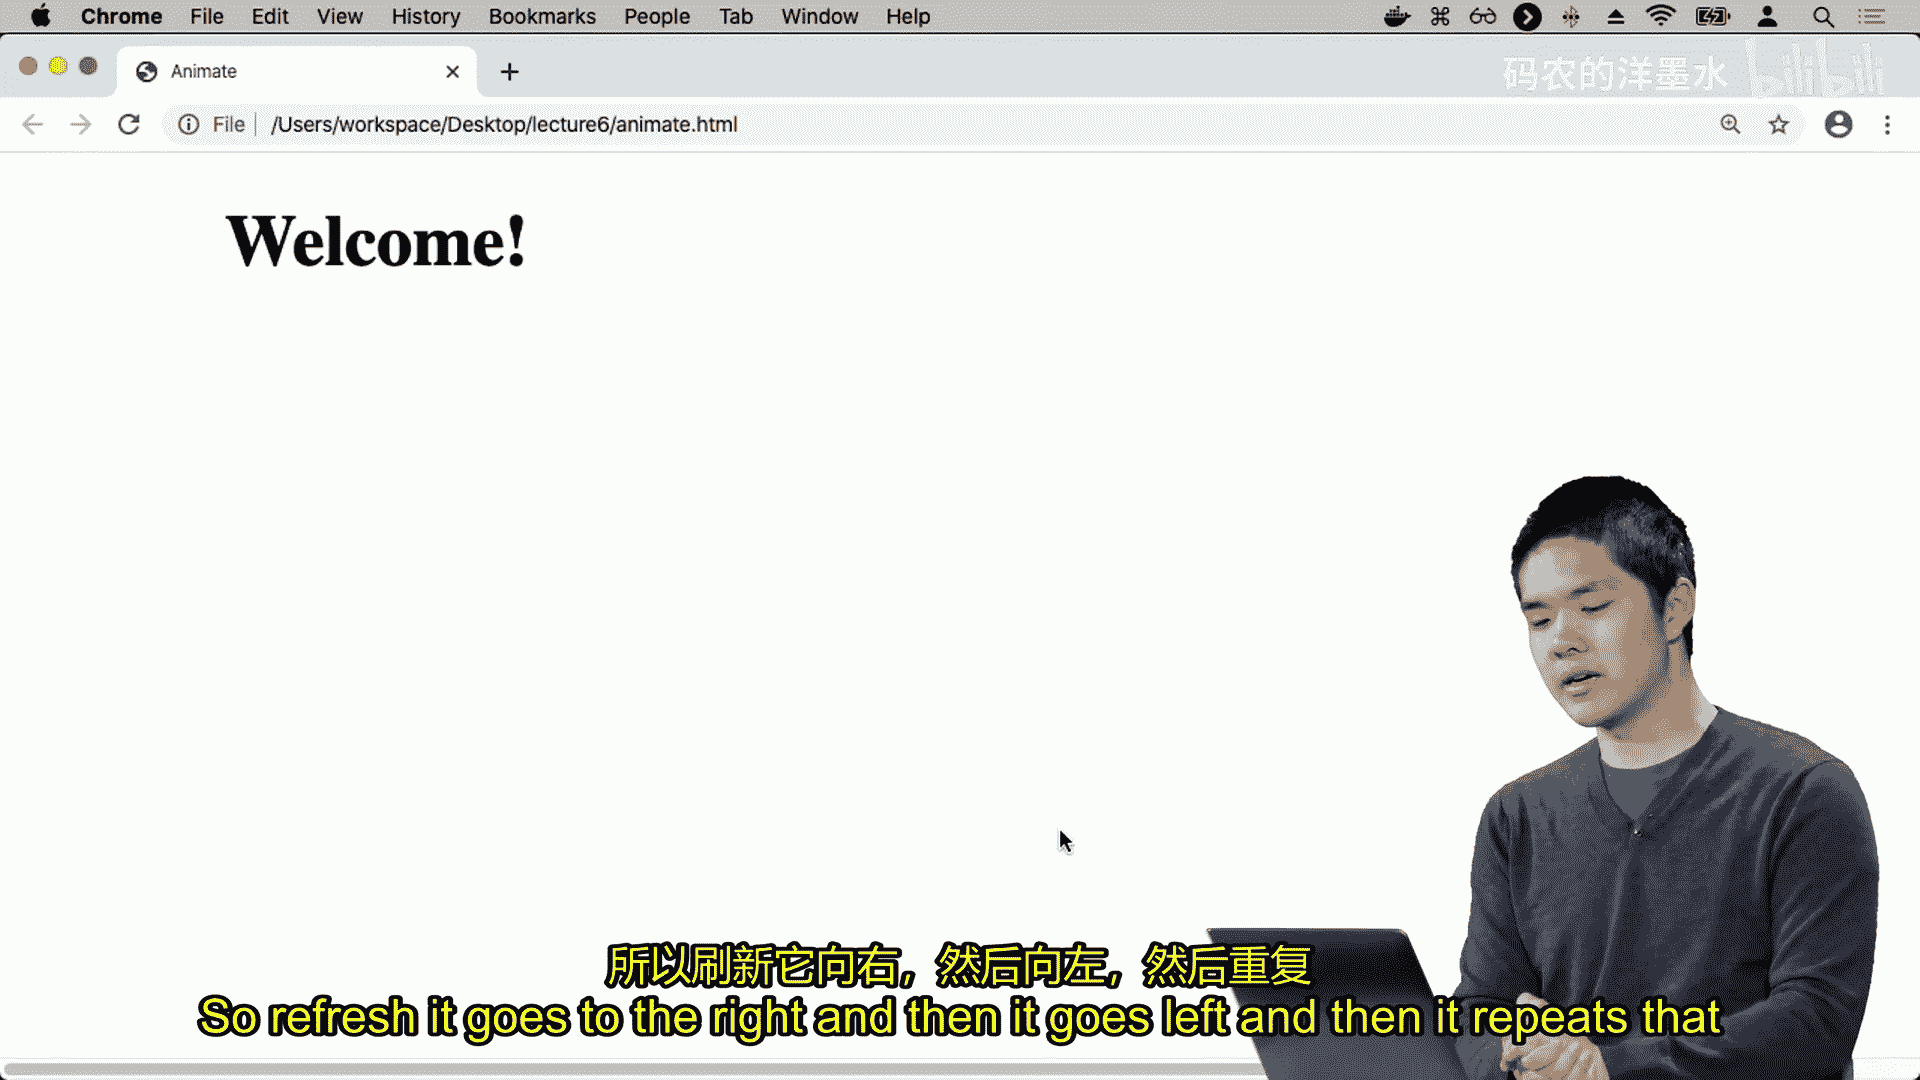 Chrome File Edit View History Bookmarks People Tab Window Help
Animate
码农的洋墨水 bilibili
File /Users/workspace/Desktop/lecture6/animate.html
Welcome!
所以刷新它向右，然后向左，然后重复
So refresh it goes to the right and then it goes left and then it repeats that